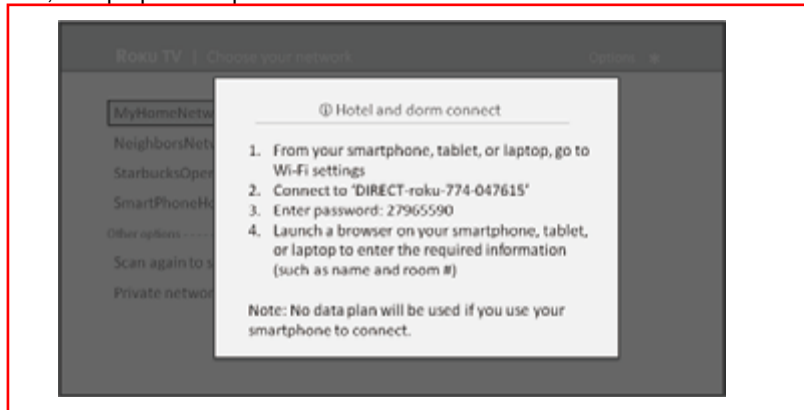 Roku TV | Choose your network Options
ⓘ Hotel and dorm connect
MyHomeNetw
NeighborsNetw
StarbucksOper
SmartPhoneHo
Other options
Scan again to s
Private networ
1. From your smartphone, tablet, or laptop, go to
Wi-Fi settings
2. Connect to ‘DIRECT-roku-774-047615’
3. Enter password: 27965590
4. Launch a browser on your smartphone, tablet,
or laptop to enter the required information
(such as name and room #)
Note: No data plan will be used if you use your
smartphone to connect.